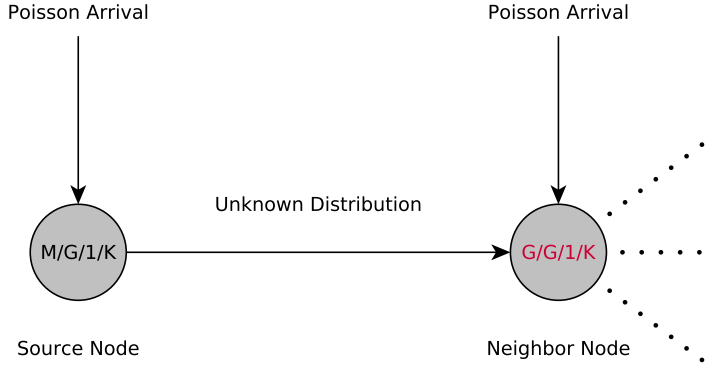 Poisson Arrival
Poisson Arrival
Unknown Distribution
M/G/1/K
G/G/1/K
Source Node
Neighbor Node